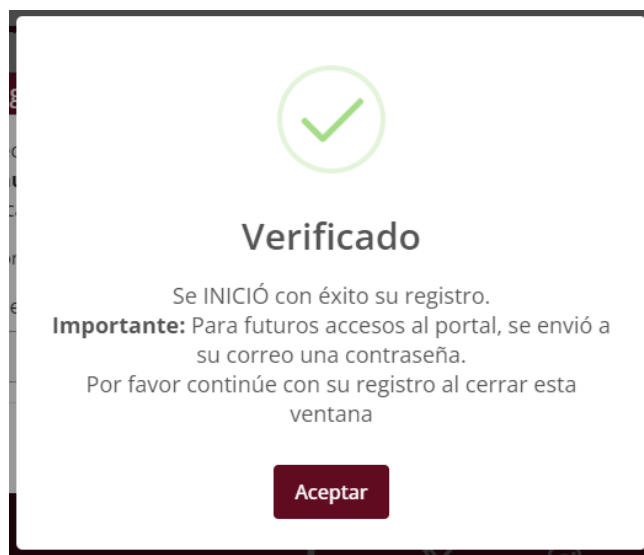 Verificado
Se INICIÓ con éxito su registro.
Importante: Para futuros accesos al portal, se envió a
su correo una contraseña.
Por favor continúe con su registro al cerrar esta
ventana
Aceptar